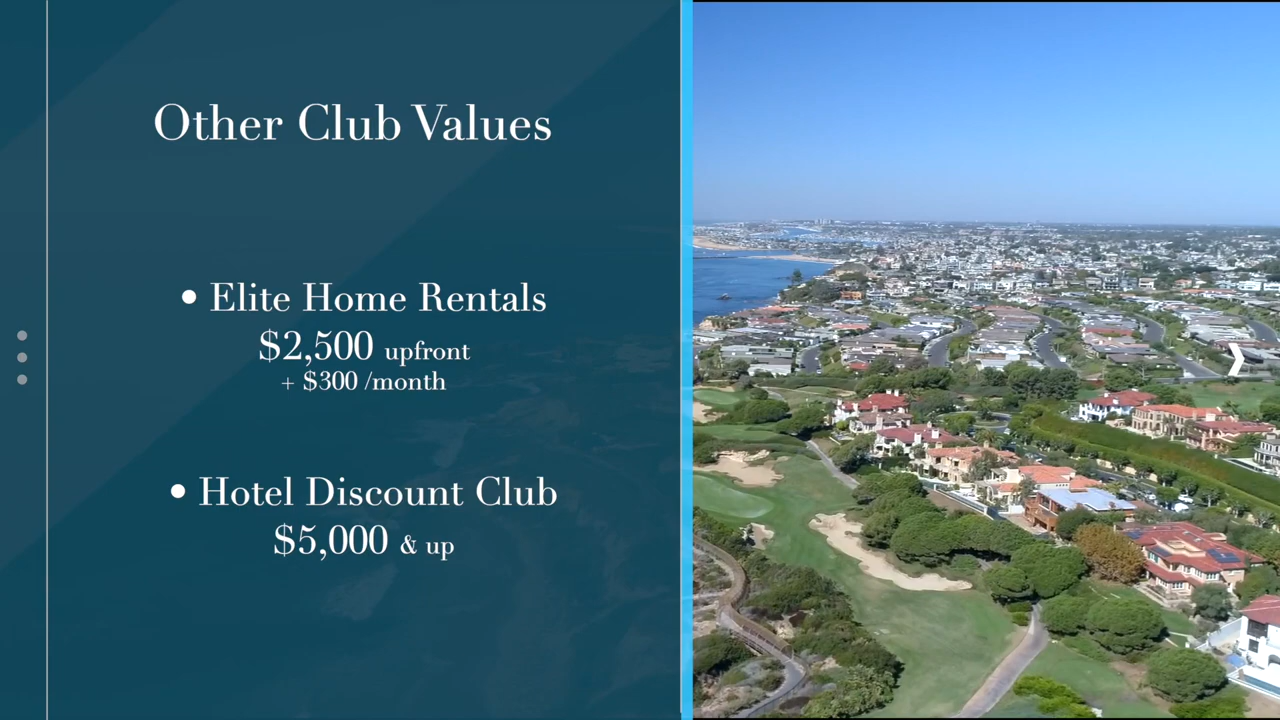 Other Club Values
• Elite Home Rentals
$2,500 upfront
+ $300 /month
• Hotel Discount Club
$5,000 & up